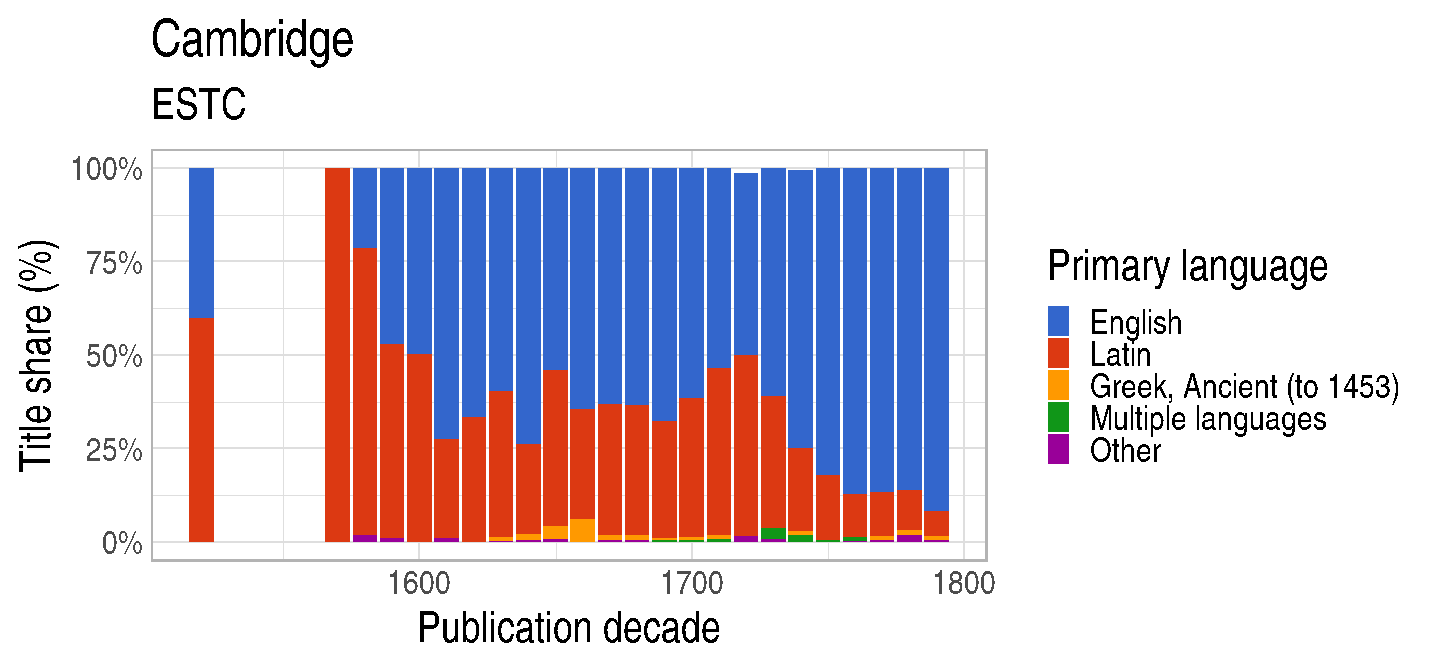 Cambridge
ESTC
Title share (%)
100%
75%
50%
25%
0%
1600
1700
1800
Publication decade
Primary language
English
Latin
Greek, Ancient (to 1453)
Multiple languages
Other